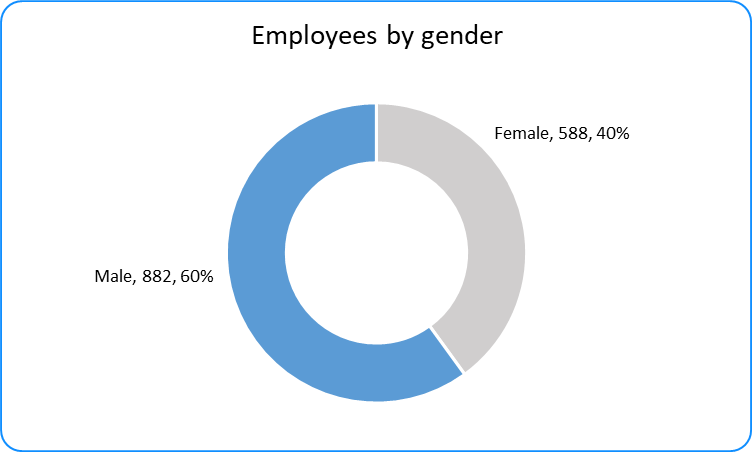 Employees by gender
Female, 588, 40%
Male, 882, 60%